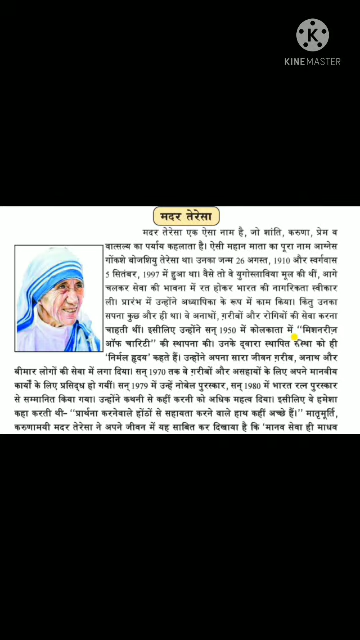 KINEMASTER
मदर तेरेसा
मदर तेरेसा एक ऐसा नाम है, जो शांति, करुणा, प्रेम व
वात्सल्य का पर्याय कहलाता है। ऐसी महान माता का पूरा नाम आग्नेस
गोंकशे बोजशियु तेरेसा था। उनका जन्म 26 अगस्त, 1910 और स्वर्गवास
5 सितंबर, 1997 में हुआ था। वैसे तो वे युगोस्लाविया मूल की थीं, आगे
चलकर सेवा की भावना में रत होकर भारत की नागरिकता स्वीकार
ली। प्रारंभ में उन्होंने अध्यापिका के रूप में काम किया। किंतु उनका
सपना कुछ और ही था। वे अनाथों, ग़रीबों और रोगियों की सेवा करना
चाहती थीं। इसीलिए उन्होंने सन् 1950 में कोलकाता में "मिशनरीज़
ऑफ चारिटी" की स्थापना की। उनके द्वारा स्थापित संस्था को ही
'निर्मल हृदय' कहते हैं। उन्होंने अपना सारा जीवन ग़रीब, अनाथ और
बीमार लोगों की सेवा में लगा दिया। सन् 1970 तक वे ग़रीबों और असहायों के लिए अपने मानवीय
कार्यों के लिए प्रसिद्ध हो गयीं। सन् 1979 में उन्हें नोबेल पुरस्कार, सन् 1980 में भारत रत्न पुरस्कार
से सम्मानित किया गया। उन्होंने कथनी से कहीं करनी को अधिक महत्व दिया। इसीलिए वे हमेशा
कहा करती थी- "प्रार्थना करनेवाले होंठों से सहायता करने वाले हाथ कहीं अच्छे हैं।" मातृमूर्ति,
करुणामयी मदर तेरेसा ने अपने जीवन में यह साबित कर दिखाया है कि 'मानव सेवा ही माधव